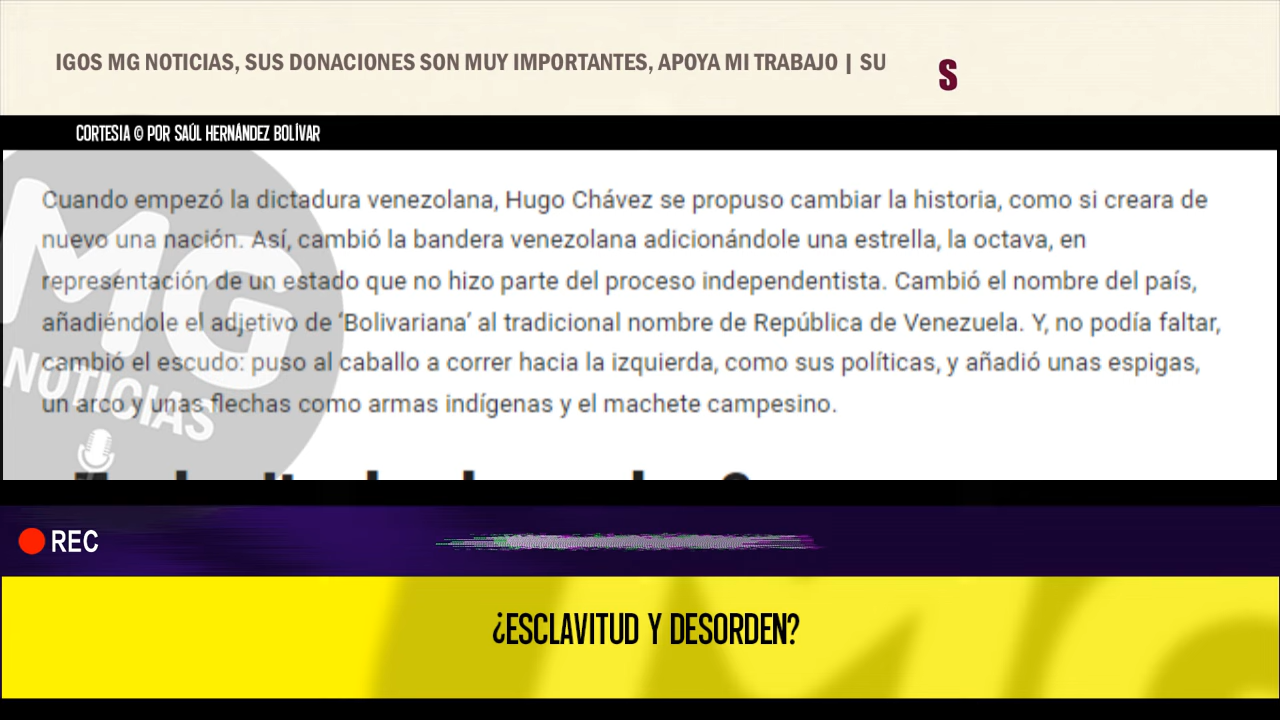 IGOS MG NOTICIAS, SUS DONACIONES SON MUY IMPORTANTES, APOYA MI TRABAJO | SU
S
CORTESIA © POR SAÚL HERNÁNDEZ BOLÍVAR
Cuando empezó la dictadura venezolana, Hugo Chávez se propuso cambiar la historia, como si creara de
nuevo una nación. Así, cambió la bandera venezolana adicionándole una estrella, la octava, en
representación de un estado que no hizo parte del proceso independentista. Cambió el nombre del país,
añadiéndole el adjetivo de ‘Bolivariana’ al tradicional nombre de República de Venezuela. Y, no podía faltar,
cambió el escudo: puso al caballo a correr hacia la izquierda, como sus políticas, y añadió unas espigas,
un arco y unas flechas como armas indígenas y el machete campesino.
MG
NOTICIAS
REC
¿ESCLAVITUD Y DESORDEN?